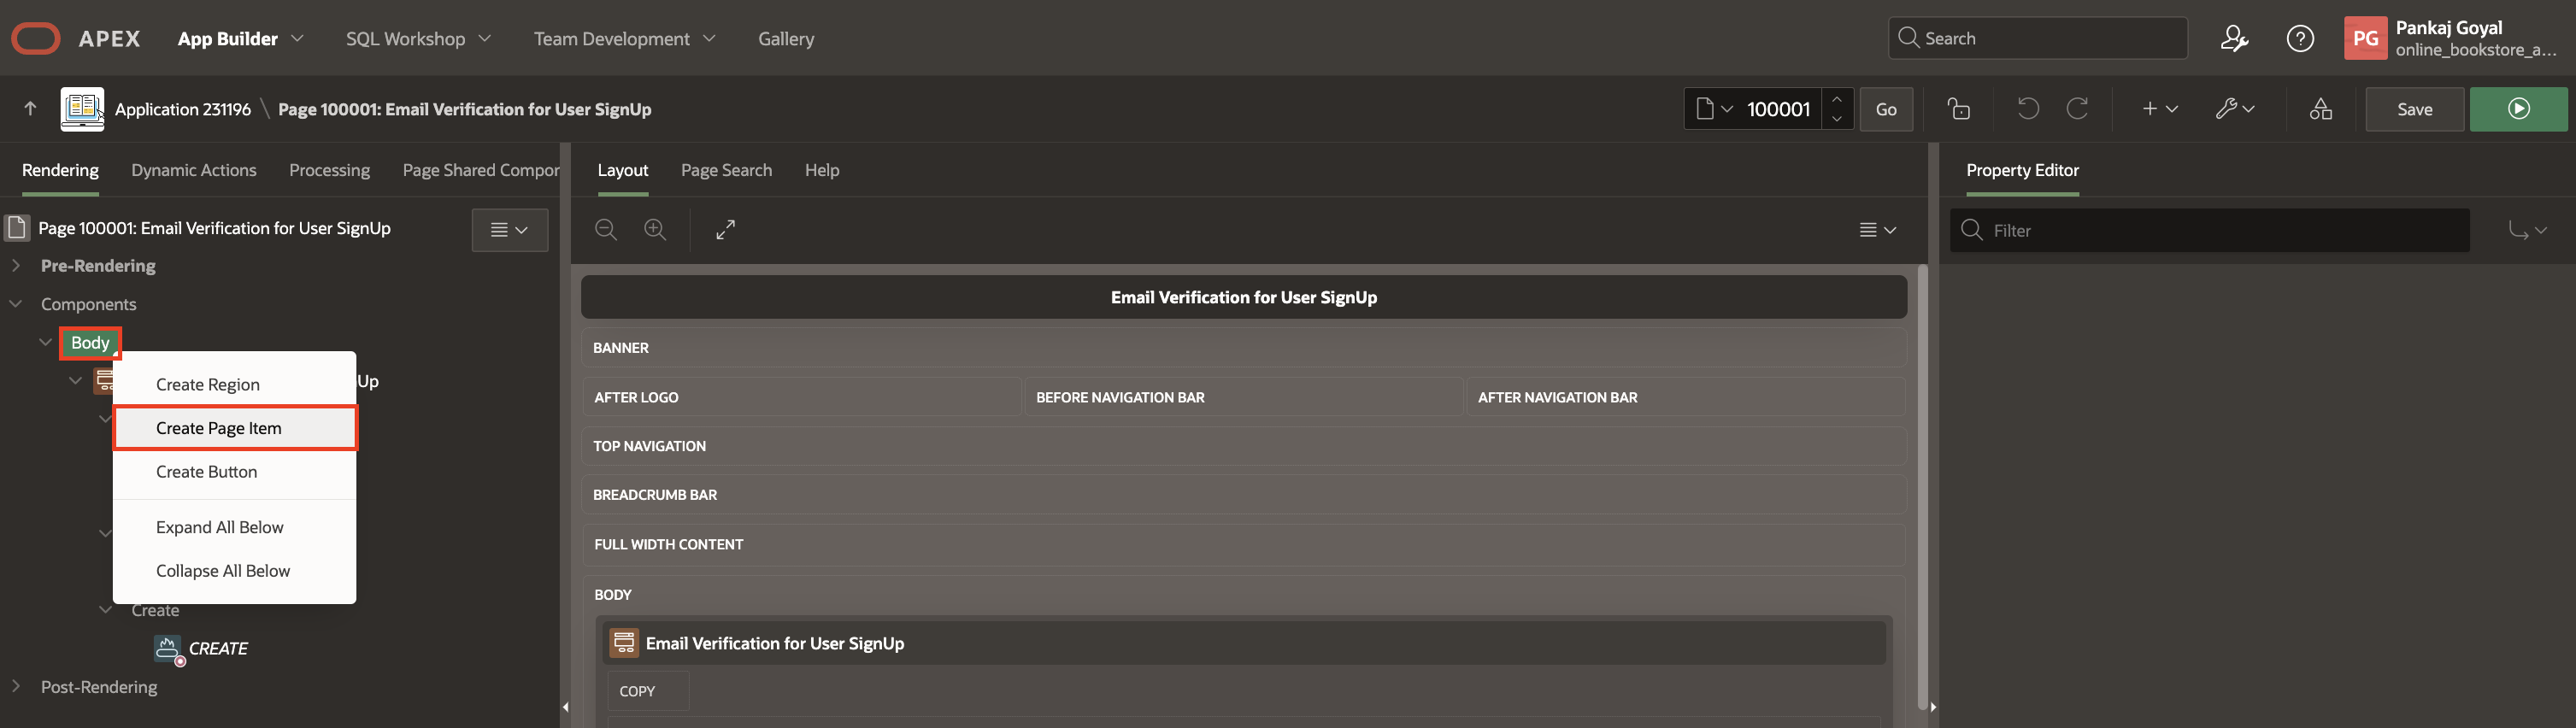 APEX App Builder SQL Workshop Team Development Gallery Search ? PG Pankaj Goyal
online_bookstore_a...
Application 231196 \ Page 100001: Email Verification for User SignUp 100001 Go Save
Rendering Dynamic Actions Processing Page Shared Compor
Layout Page Search Help
Property Editor
Page 100001: Email Verification for User SignUp
Filter
Pre-Rendering
Components
Body
Up
Create Region
Create Page Item
Create Button
Expand All Below
Collapse All Below
Create
CREATE
Post-Rendering
Email Verification for User SignUp
BANNER
AFTER LOGO BEFORE NAVIGATION BAR AFTER NAVIGATION BAR
TOP NAVIGATION
BREADCRUMB BAR
FULL WIDTH CONTENT
BODY
Email Verification for User SignUp
COPY